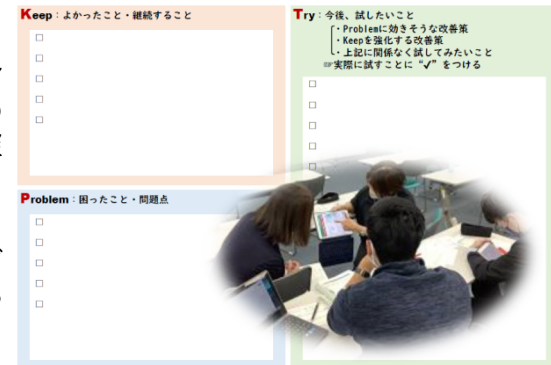 Keep：よかったこと・継続すること
□
□
□
□
□
Problem：困ったこと・問題点
□
□
□
□
□
Try：今後、試したいこと
・Problemに効きそうな改善策
・Keepを強化する改善策
・上記に関係なく試してみたいこと
☞実際に試すことに“✓”をつける
□
□
□
□
□